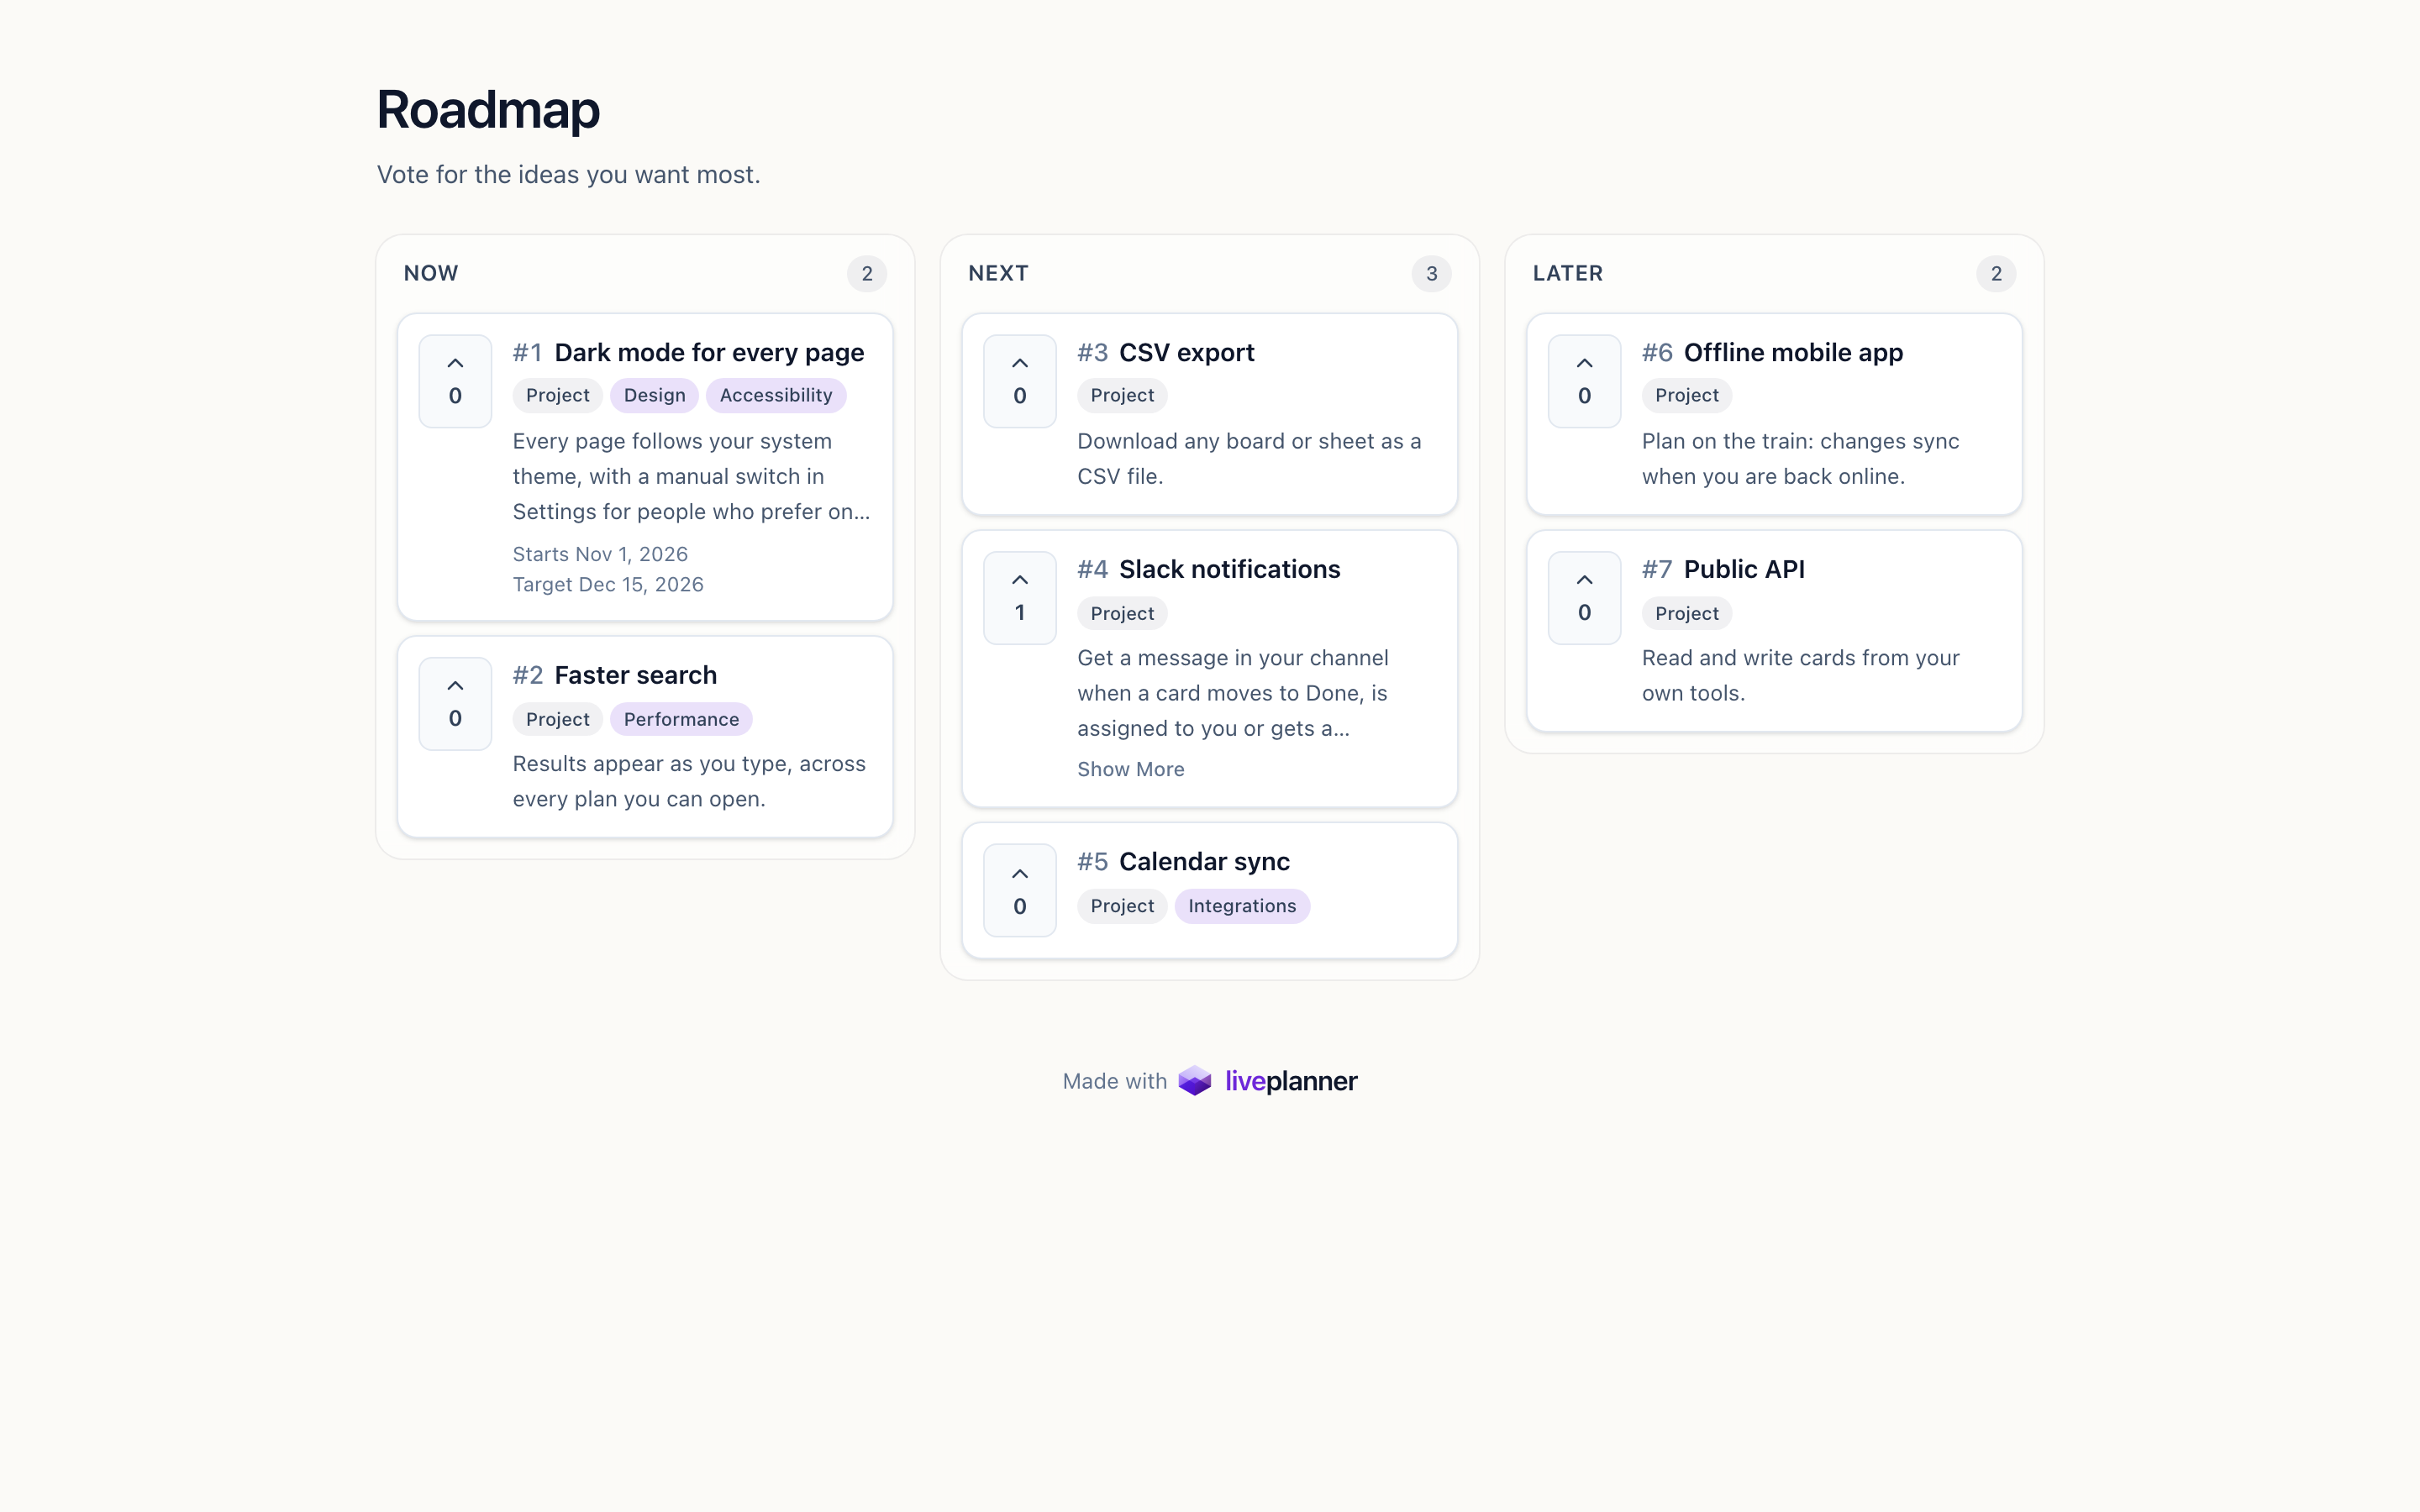 Roadmap
Vote for the ideas you want most.
NOW 2
0
#1 Dark mode for every page
Project Design Accessibility
Every page follows your system
theme, with a manual switch in
Settings for people who prefer on...
Starts Nov 1, 2026
Target Dec 15, 2026
0
#2 Faster search
Project Performance
Results appear as you type, across
every plan you can open.
NEXT 3
0
#3 CSV export
Project
Download any board or sheet as a
CSV file.
1
#4 Slack notifications
Project
Get a message in your channel
when a card moves to Done, is
assigned to you or gets a...
Show More
0
#5 Calendar sync
Project Integrations
LATER 2
0
#6 Offline mobile app
Project
Plan on the train: changes sync
when you are back online.
0
#7 Public API
Project
Read and write cards from your
own tools.
Made with liveplanner